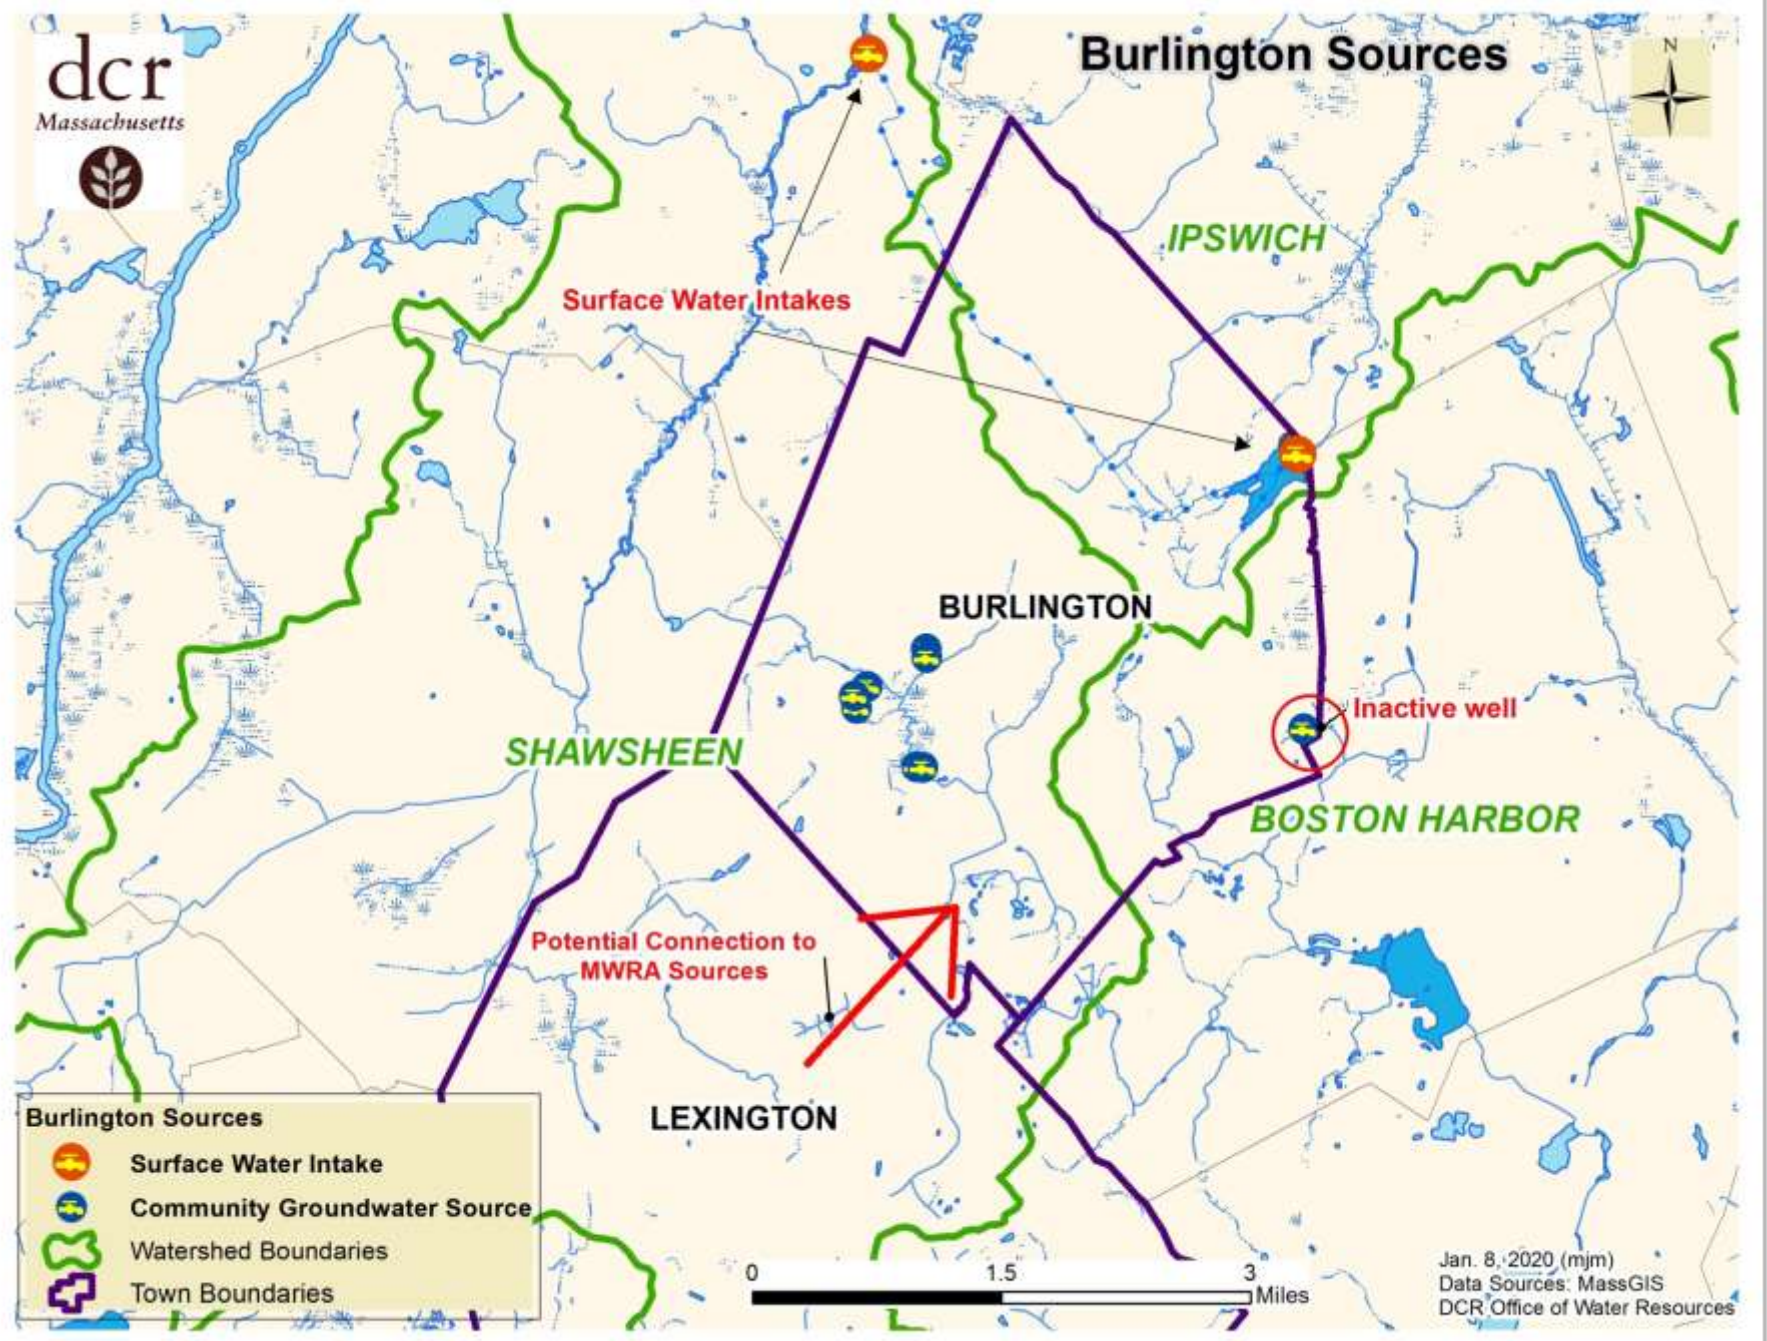 dcr
Massachusetts
Burlington Sources
N
IPSWICH
Surface Water Intakes
BURLINGTON
Inactive well
SHAWSHEEN
BOSTON HARBOR
Potential Connection to
MWRA Sources
LEXINGTON
Burlington Sources
Surface Water Intake
Community Groundwater Source
Watershed Boundaries
Town Boundaries
0 1.5 3
Miles
Jan. 8, 2020 (mjm)
Data Sources: MassGIS
DCR Office of Water Resources